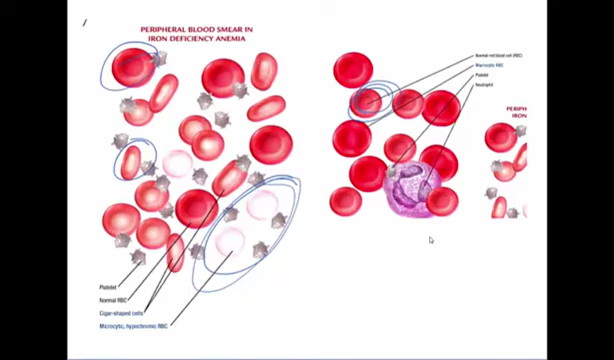 PERIPHERAL BLOOD SMEAR IN
IRON DEFICIENCY ANEMIA
Platelet
Normal RBC
Cigar-shaped cells
Microcytic, hypochromic RBC
Normal red blood cell (RBC)
Macrocytic RBC
Platelet
Neutrophil
PERIPH
IRON